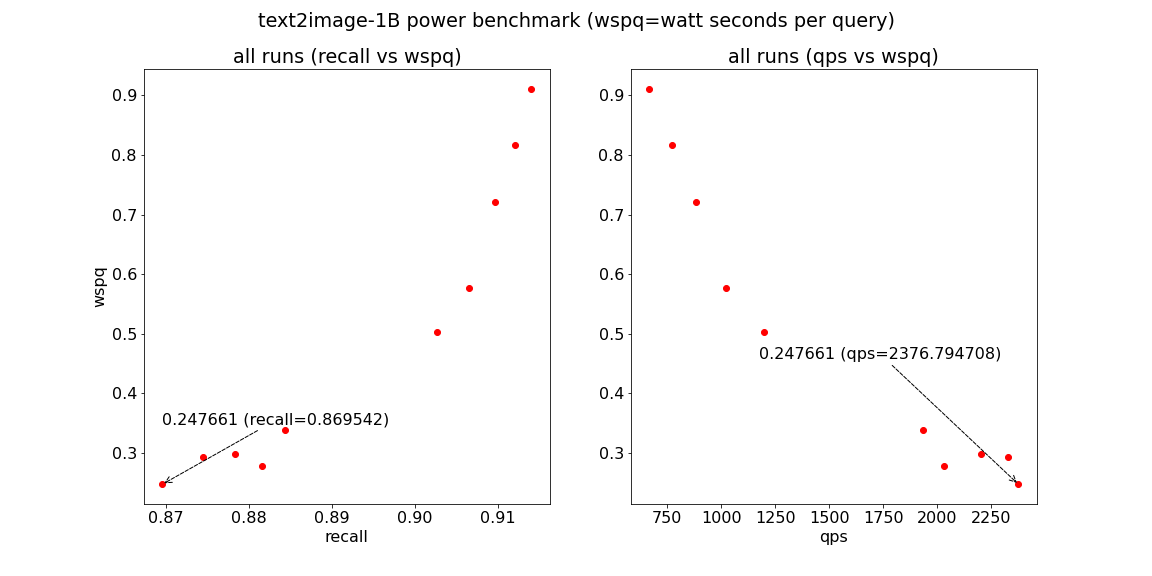 text2image-1B power benchmark (wspq=watt seconds per query)
all runs (recall vs wspq)
0.9
0.8
0.7
0.6
0.5
0.4
0.3
wspq
0.247661 (recall=0.869542)
0.87 0.88 0.89 0.90 0.91
recall
all runs (qps vs wspq)
0.9
0.8
0.7
0.6
0.5
0.4
0.3
0.247661 (qps=2376.794708)
750 1000 1250 1500 1750 2000 2250
qps